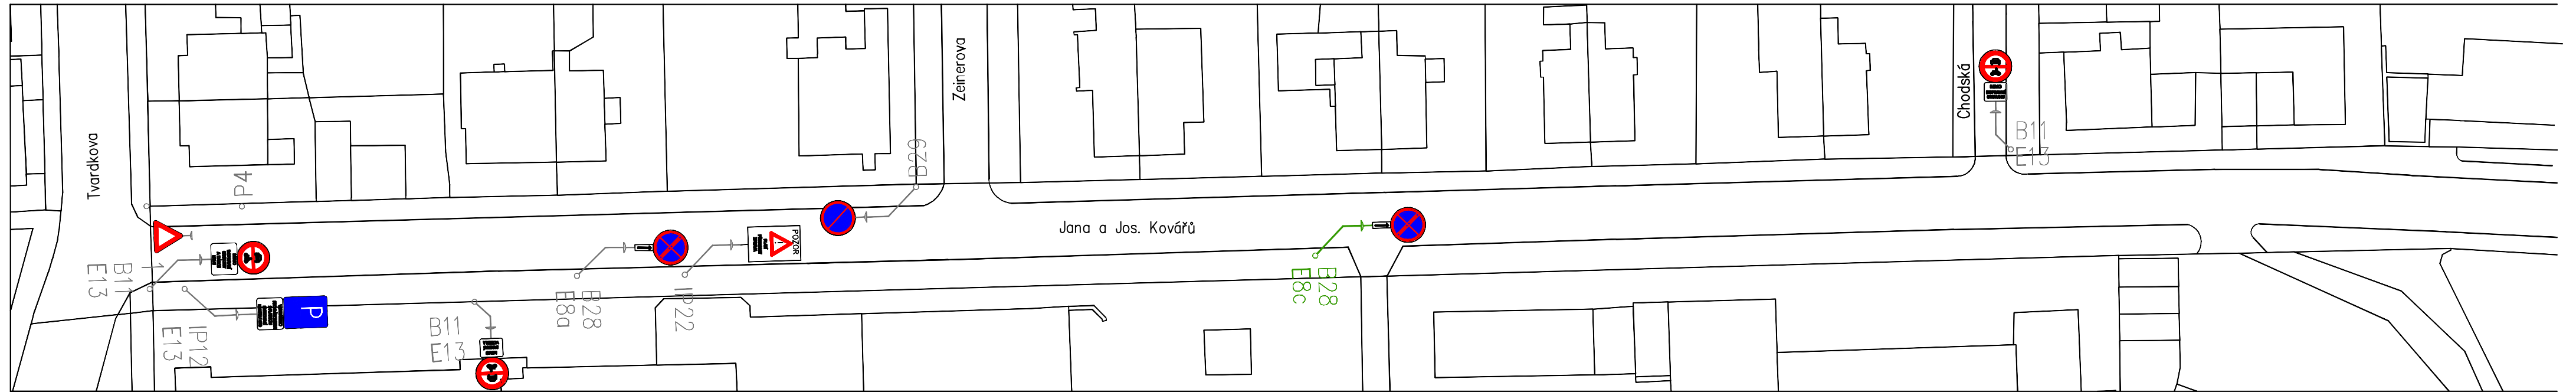 Tvardkova
Zeinerova
Chodská
Jana a Jos. Kovářů
P4
B29
B11
E13
1
B11
E13
IP12
E13
P
B11
E13
B28
E8a
IP22
POZOR
B28
E8c